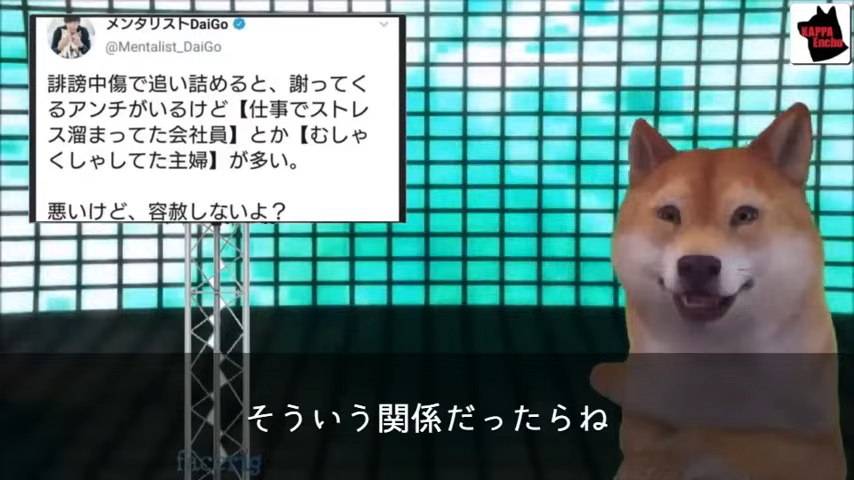 メンタリストDaiGo
@Mentalist_DaiGo
誹謗中傷で追い詰めると、謝ってく
るアンチがいるけど【仕事でストレ
ス溜まってた会社員】とか【むしゃ
くしゃしてた主婦】が多い。
悪いけど、容赦しないよ？
KAPPA
Encho
そういう関係だったらね
facerig